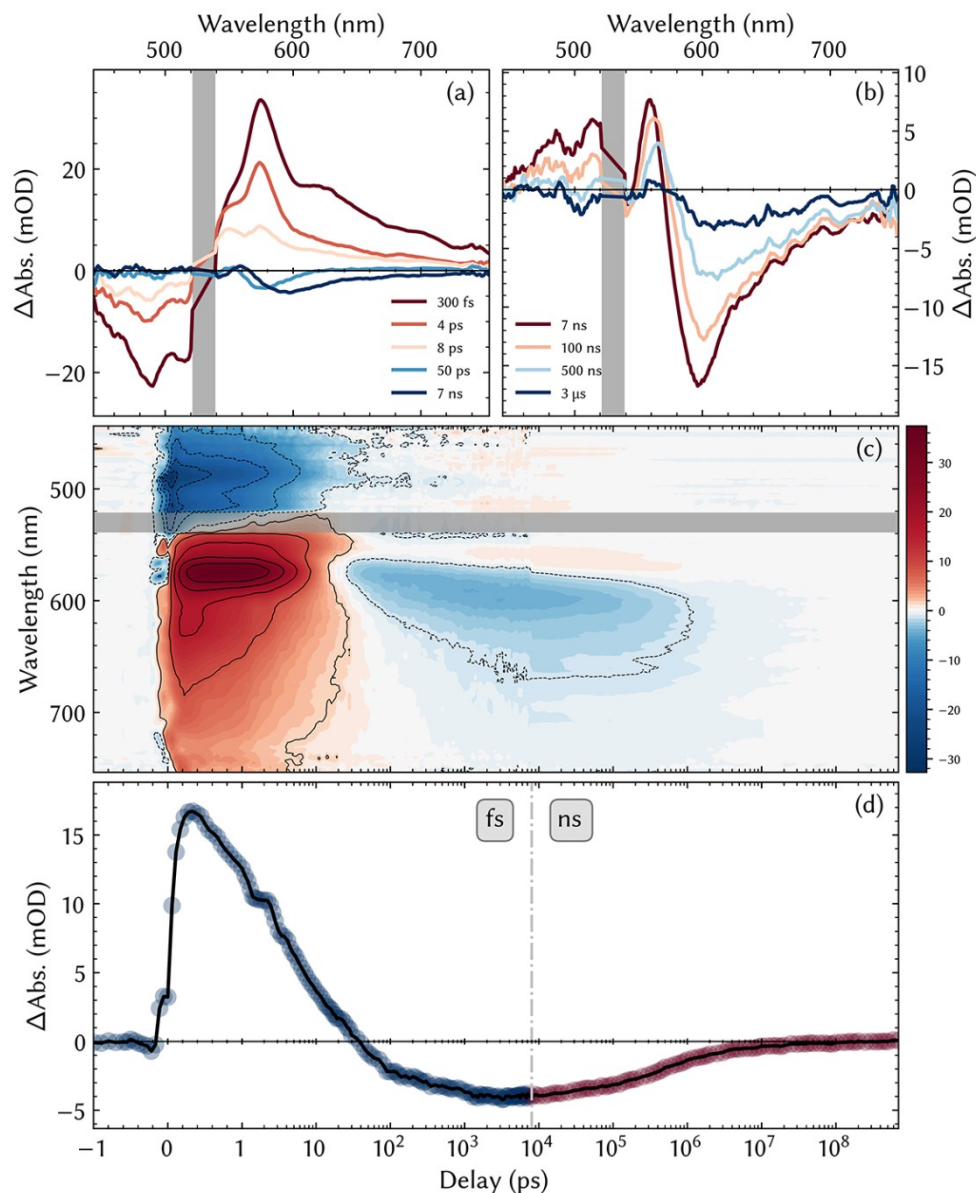 Wavelength (nm) Wavelength (nm)
500 600 700 500 600 700
(a) (b)
ΔAbs. (mOD)
20
0
−20
300 fs
4 ps
8 ps
50 ps
7 ns
7 ns
100 ns
500 ns
3 μs
10
5
0
−5
−10
−15
ΔAbs. (mOD)
(c)
Wavelength (nm)
500
600
700
30
20
10
0
−10
−20
−30
(d)
fs ns
ΔAbs. (mOD)
15
10
5
0
−5
−1 0 1 10 10² 10³ 10⁴ 10⁵ 10⁶ 10⁷ 10⁸
Delay (ps)